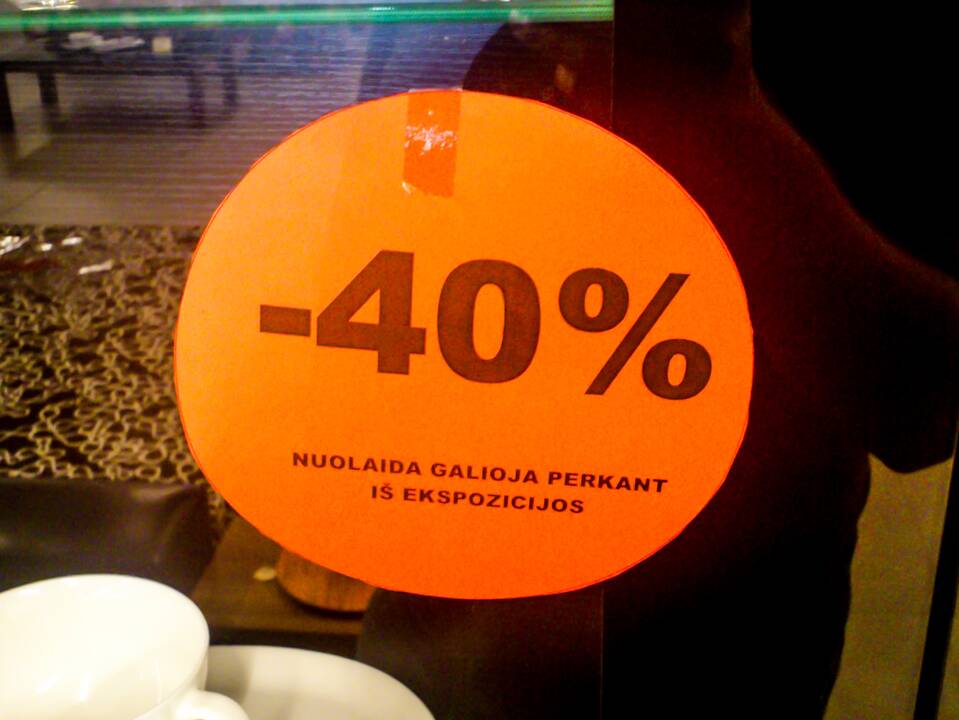 -40%
NUOLAIDA GALIOJA PERKANT
IŠ EKSPOZICIJOS